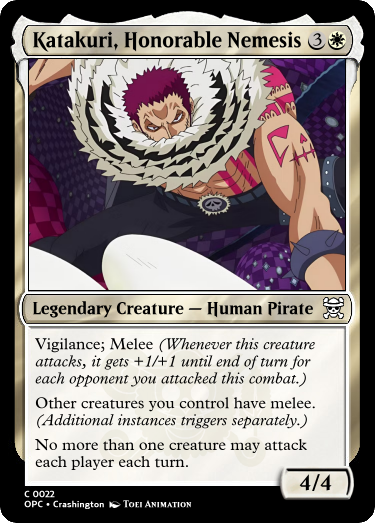 Katakuri, Honorable Nemesis 3
Legendary Creature — Human Pirate
Vigilance; Melee (Whenever this creature
attacks, it gets +1/+1 until end of turn for
each opponent you attacked this combat.)
Other creatures you control have melee.
(Additional instances triggers separately.)
No more than one creature may attack
each player each turn.
4/4
C 0022
OPC • Crashington Toei Animation